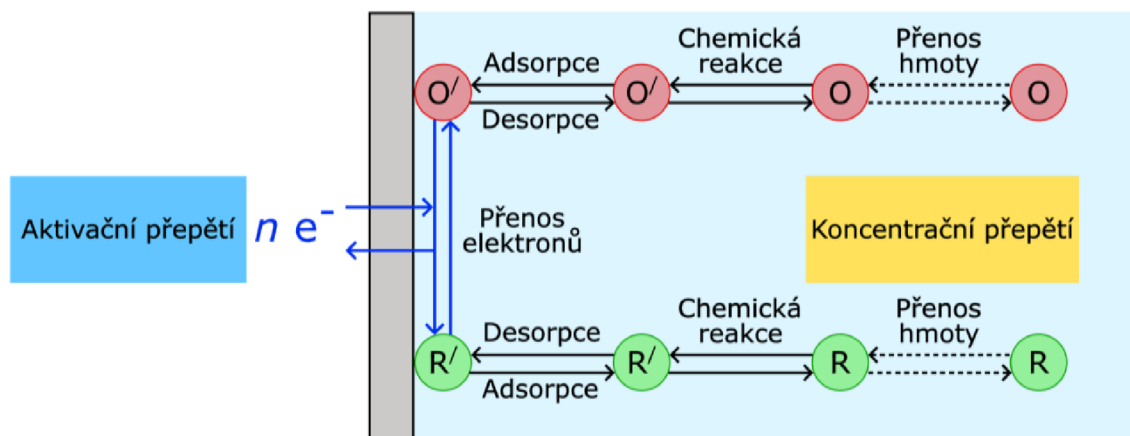 Chemická
reakce
Přenos
hmoty
Adsorpce
O/
O/
O
O
Desorpce
Aktivační přepětí
n e-
Přenos
elektronů
Koncentrační přepětí
Chemická
reakce
Přenos
hmoty
Desorpce
R/
R/
R
R
Adsorpce